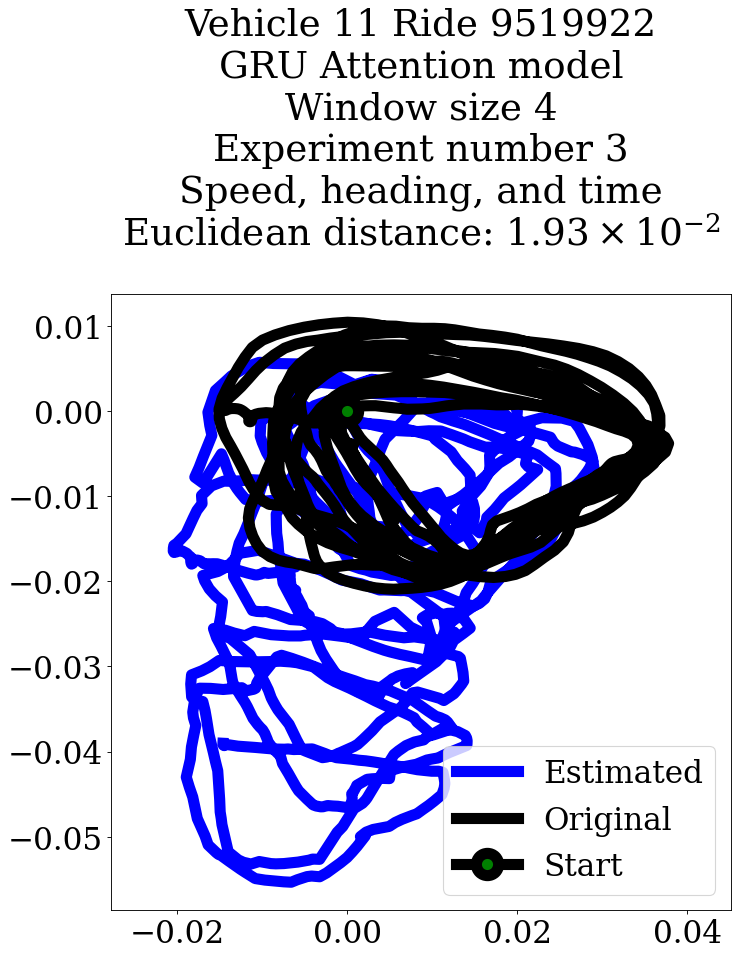 Vehicle 11 Ride 9519922
GRU Attention model
Window size 4
Experiment number 3
Speed, heading, and time
Euclidean distance: 1.93 × 10⁻²
0.01
0.00
−0.01
−0.02
−0.03
−0.04
−0.05
Estimated
Original
Start
−0.02 0.00 0.02 0.04